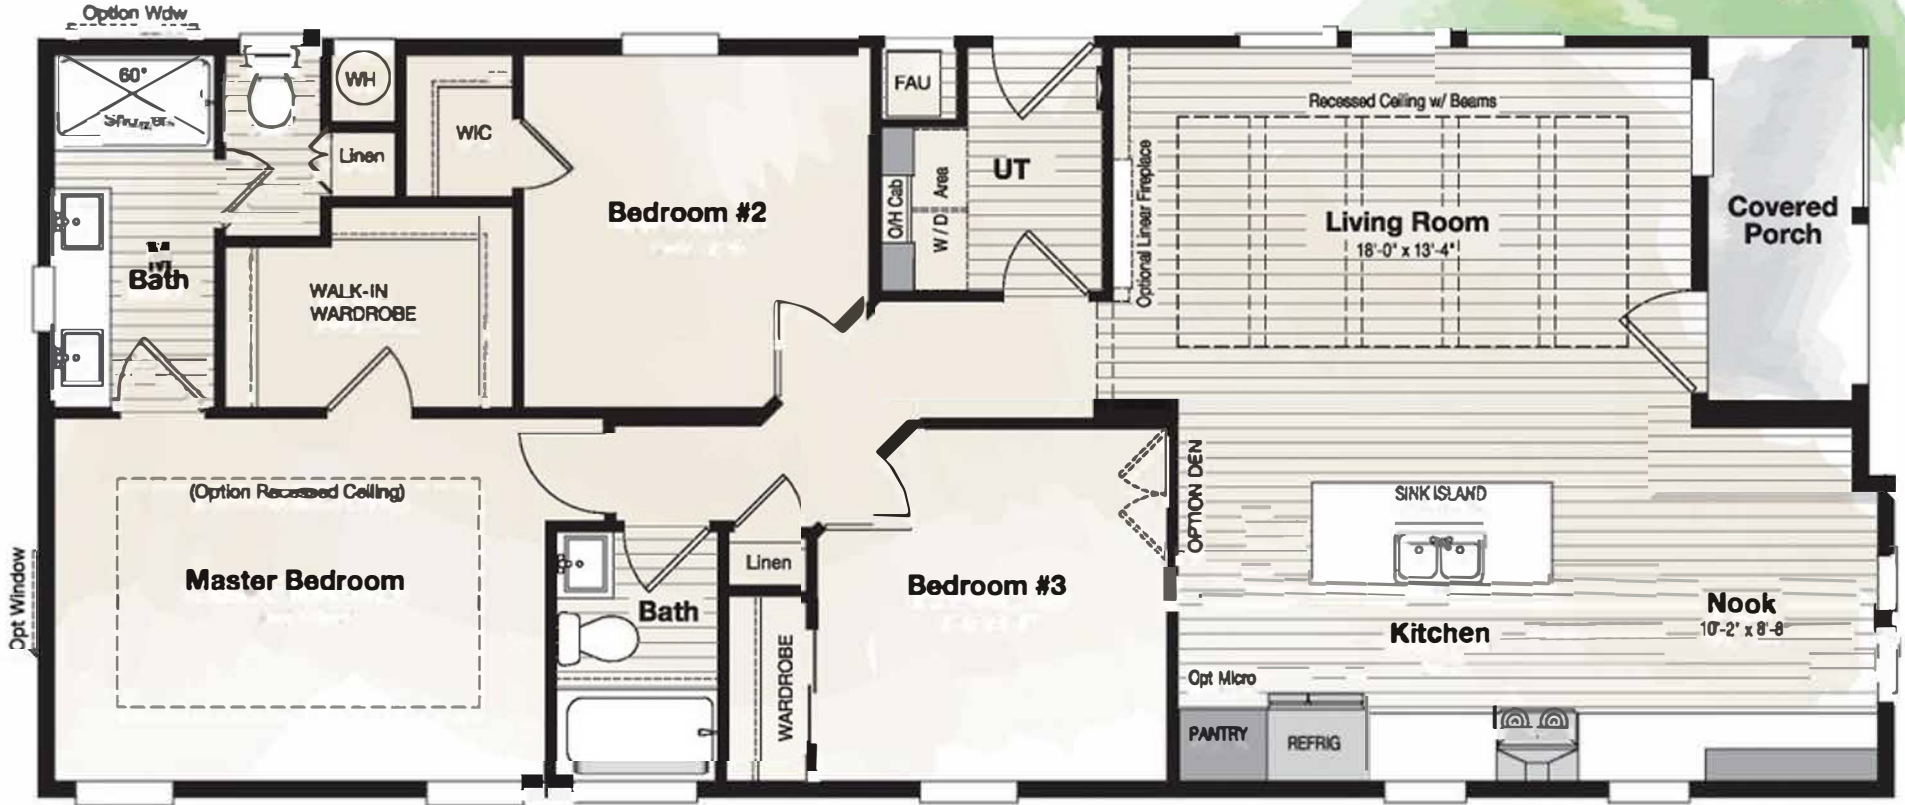 Option Wdw
60"
WH
WIC
Linen
Bath
WALK-IN
WARDROBE
Bedroom #2
FAU
O/H Cab
W / D Area
UT
Optional Linear Fireplace
Recessed Ceiling w/ Beams
Living Room
18'-0" x 13'-4"
Covered
Porch
(Option Recessed Ceiling)
Master Bedroom
Opt Window
Bath
Linen
WARDROBE
Bedroom #3
OPTION DEN
SINK ISLAND
Kitchen
Nook
10'-2" x 8'-8"
Opt Micro
PANTRY
REFRIG